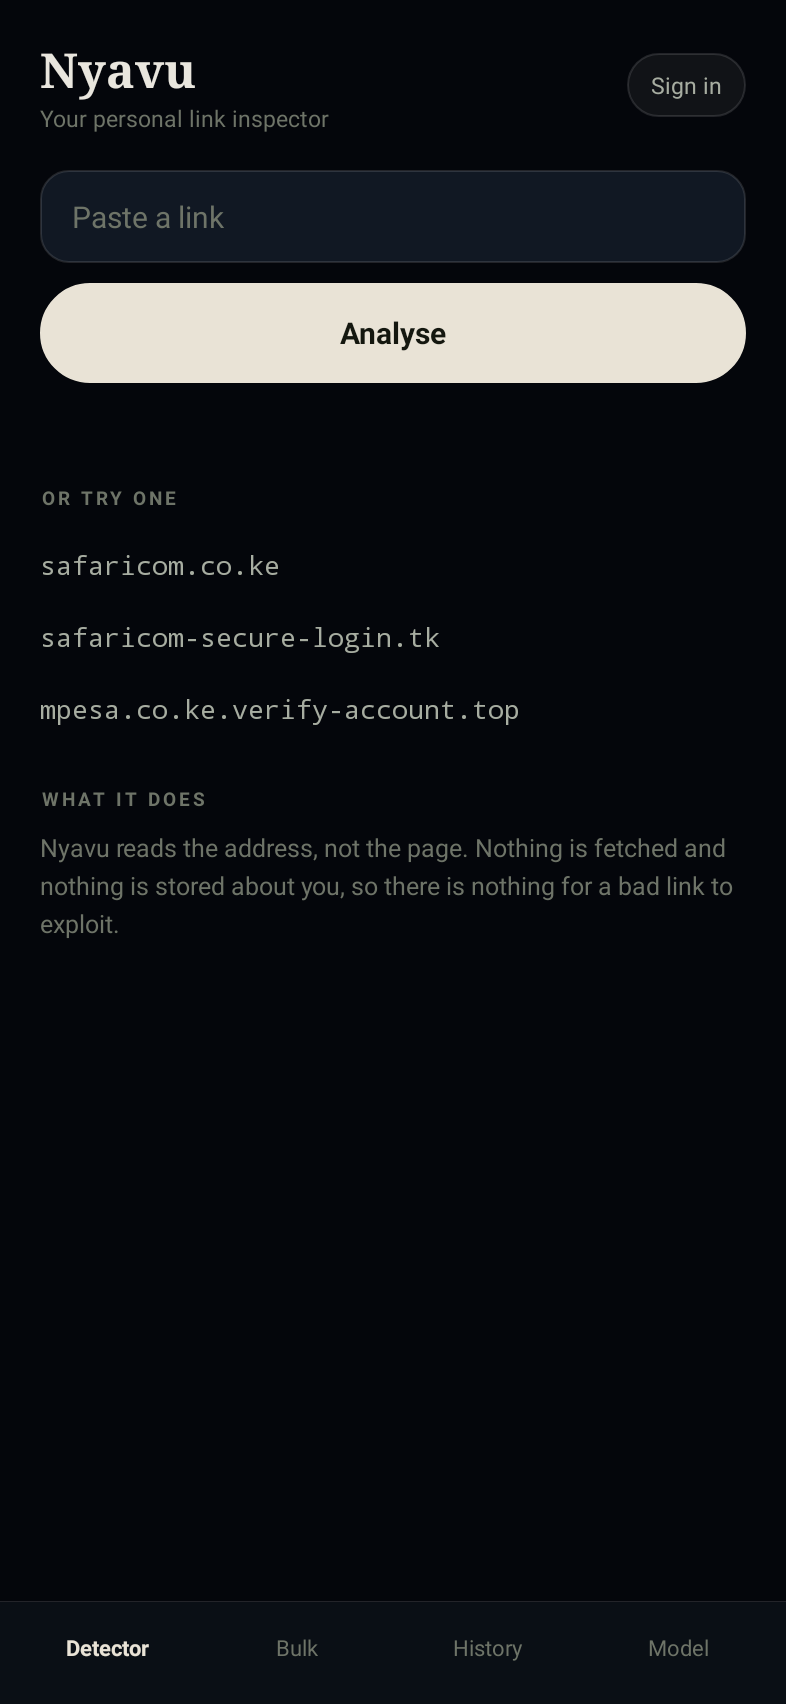 Nyavu
Sign in
Your personal link inspector
Paste a link
Analyse
OR TRY ONE
safaricom.co.ke
safaricom-secure-login.tk
mpesa.co.ke.verify-account.top
WHAT IT DOES
Nyavu reads the address, not the page. Nothing is fetched and
nothing is stored about you, so there is nothing for a bad link to
exploit.
Detector
Bulk
History
Model